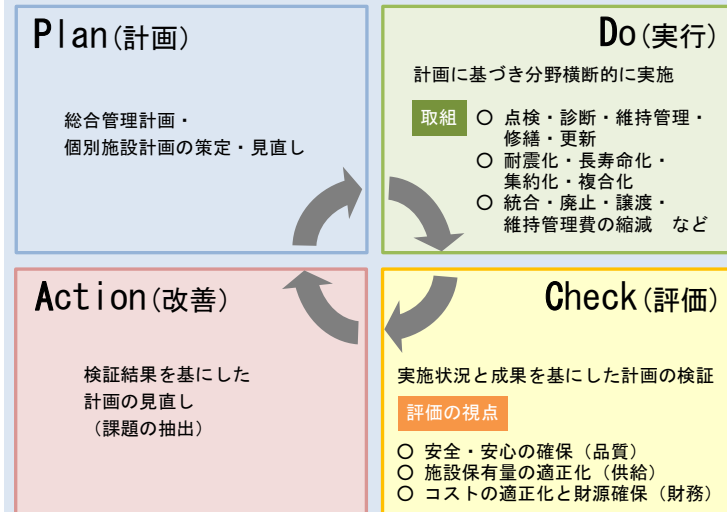 Plan(計画)
総合管理計画・
個別施設計画の策定・見直し
Do(実行)
計画に基づき分野横断的に実施
取組
〇 点検・診断・維持管理・
修繕・更新
〇 耐震化・長寿命化・
集約化・複合化
〇 統合・廃止・譲渡・
維持管理費の縮減 など
Action(改善)
検証結果を基にした
計画の見直し
(課題の抽出)
Check(評価)
実施状況と成果を基にした計画の検証
評価の視点
〇 安全・安心の確保(品質)
〇 施設保有量の適正化(供給)
〇 コストの適正化と財源確保(財務)